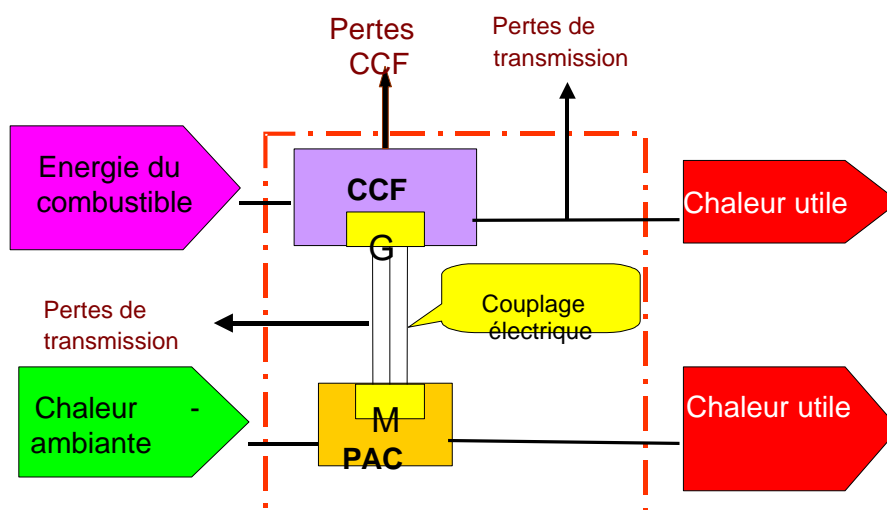 Pertes
CCF
Pertes de
transmission
Energie du
combustible
CCF
Chaleur utile
G
Couplage
électrique
Pertes de
transmission
Chaleur -
ambiante
M
PAC
Chaleur utile